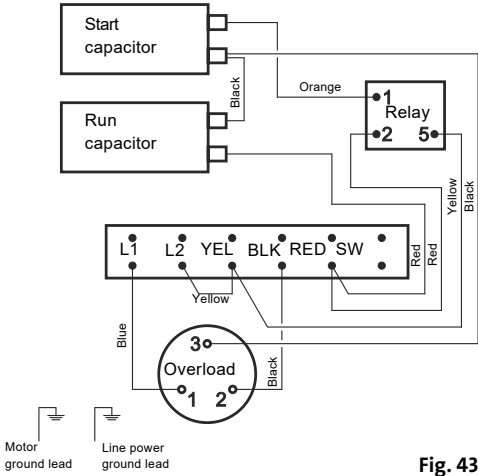 Start
capacitor
Orange
Black
1
Relay
2 5
Run
capacitor
Yellow
Black
Red
Red
L1 L2 YEL BLK RED SW
Yellow
Blue
3
Overload
1 2
Black
Motor
ground lead
Line power
ground lead
Fig. 43